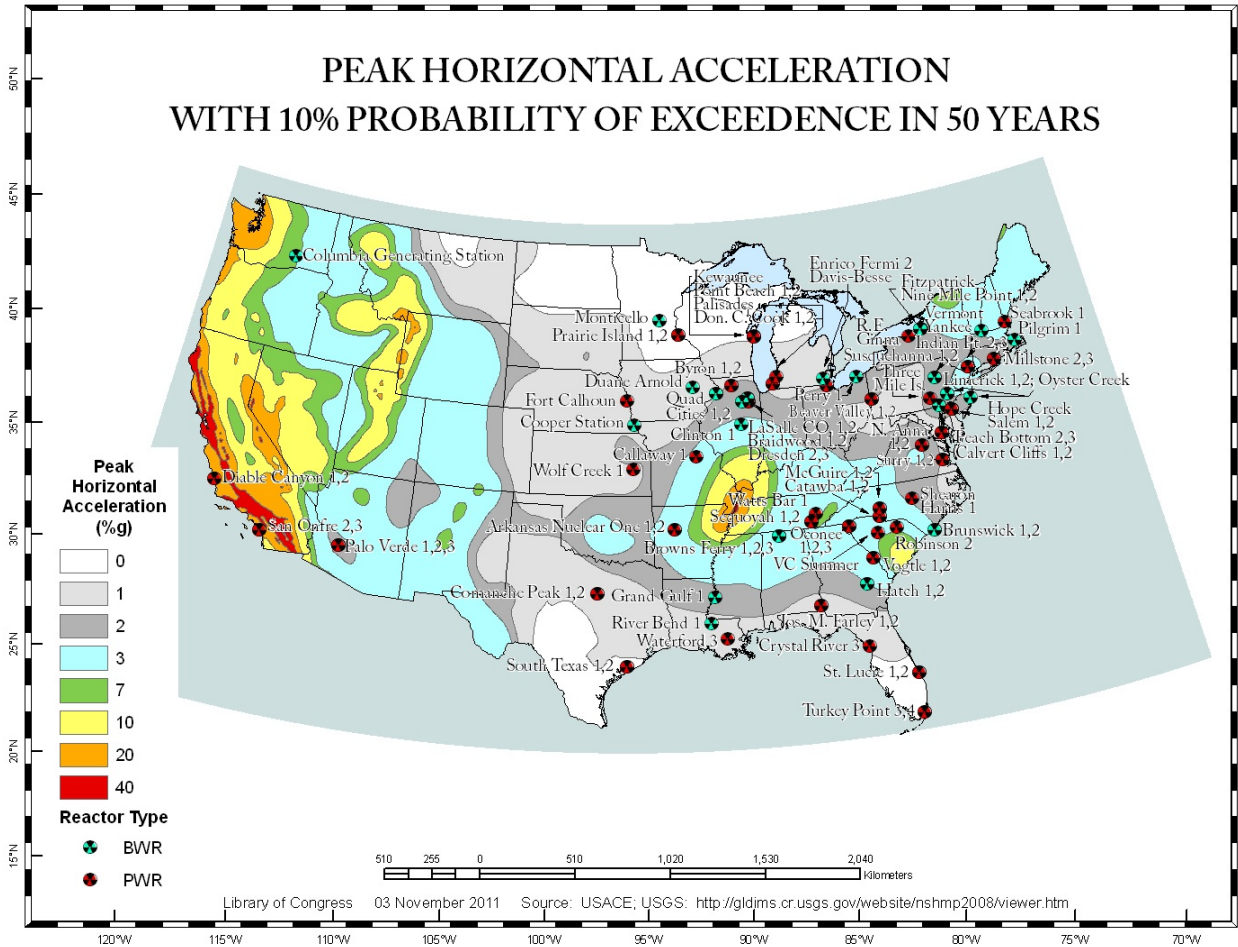 PEAK HORIZONTAL ACCELERATION
WITH 10% PROBABILITY OF EXCEEDENCE IN 50 YEARS
50°N
45°N
40°N
35°N
30°N
25°N
20°N
15°N
Columbia Generating Station
Monticello
Prairie Island 1,2
Kewaunee
Point Beach 1,2
Palisades
Don. C. Cook 1,2
Enrico Fermi 2
Davis-Besse
Fitzpatrick
Nine Mile Point 1,2
Vermont
Yankee
Seabrook 1
Pilgrim 1
R.E.
Ginna
Indian Pt. 2,3
Millstone 2,3
Susquehanna 1,2
Three
Mile Is.
Limerick 1,2; Oyster Creek
Byron 1,2
Duane Arnold
Fort Calhoun
Quad
Cities 1,2
Perry 1
Beaver Valley 1,2
Hope Creek
Salem 1,2
Cooper Station
Clinton 1
LaSalle CO. 1,2
Braidwood 1,2
Dresden 2,3
N. Anna
1,2
Peach Bottom 2,3
Calvert Cliffs 1,2
Surry 1,2
Callaway 1
Wolf Creek 1
McGuire 1,2
Catawba 1,2
Watts Bar 1
Sequoyah 1,2
Shearon
Harris 1
Diable Canyon 1,2
San Onfre 2,3
Palo Verde 1,2,3
Arkansas Nuclear One 1,2
Browns Ferry 1,2,3
Oconee
1,2,3
Brunswick 1,2
Robinson 2
VC Summer
Vogtle 1,2
Hatch 1,2
Comanche Peak 1,2
Grand Gulf 1
River Bend 1
Waterford 3
Jos. M. Farley 1,2
Crystal River 3
South Texas 1,2
St. Lucie 1,2
Turkey Point 3,4
Peak
Horizontal
Acceleration
(%g)
0
1
2
3
7
10
20
40
Reactor Type
BWR
PWR
510 255 0 510 1,020 1,530 2,040
Kilometers
Library of Congress 03 November 2011 Source: USACE; USGS: http://gldims.cr.usgs.gov/website/nshmp2008/viewer.htm
120°W 115°W 110°W 105°W 100°W 95°W 90°W 85°W 80°W 75°W 70°W